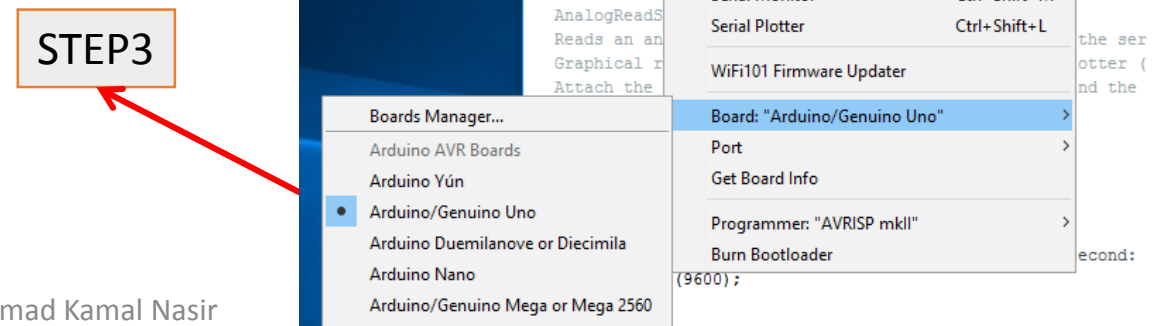 STEP3
AnalogReadS
Reads an an
Graphical r
Attach the
Serial Plotter Ctrl+Shift+L
WiFi101 Firmware Updater
Board: "Arduino/Genuino Uno"
Port
Get Board Info
Programmer: "AVRISP mkII"
Burn Bootloader
the ser
otter (
nd the
econd:
(9600);
Boards Manager...
Arduino AVR Boards
Arduino Yún
Arduino/Genuino Uno
Arduino Duemilanove or Diecimila
Arduino Nano
Arduino/Genuino Mega or Mega 2560
mad Kamal Nasir